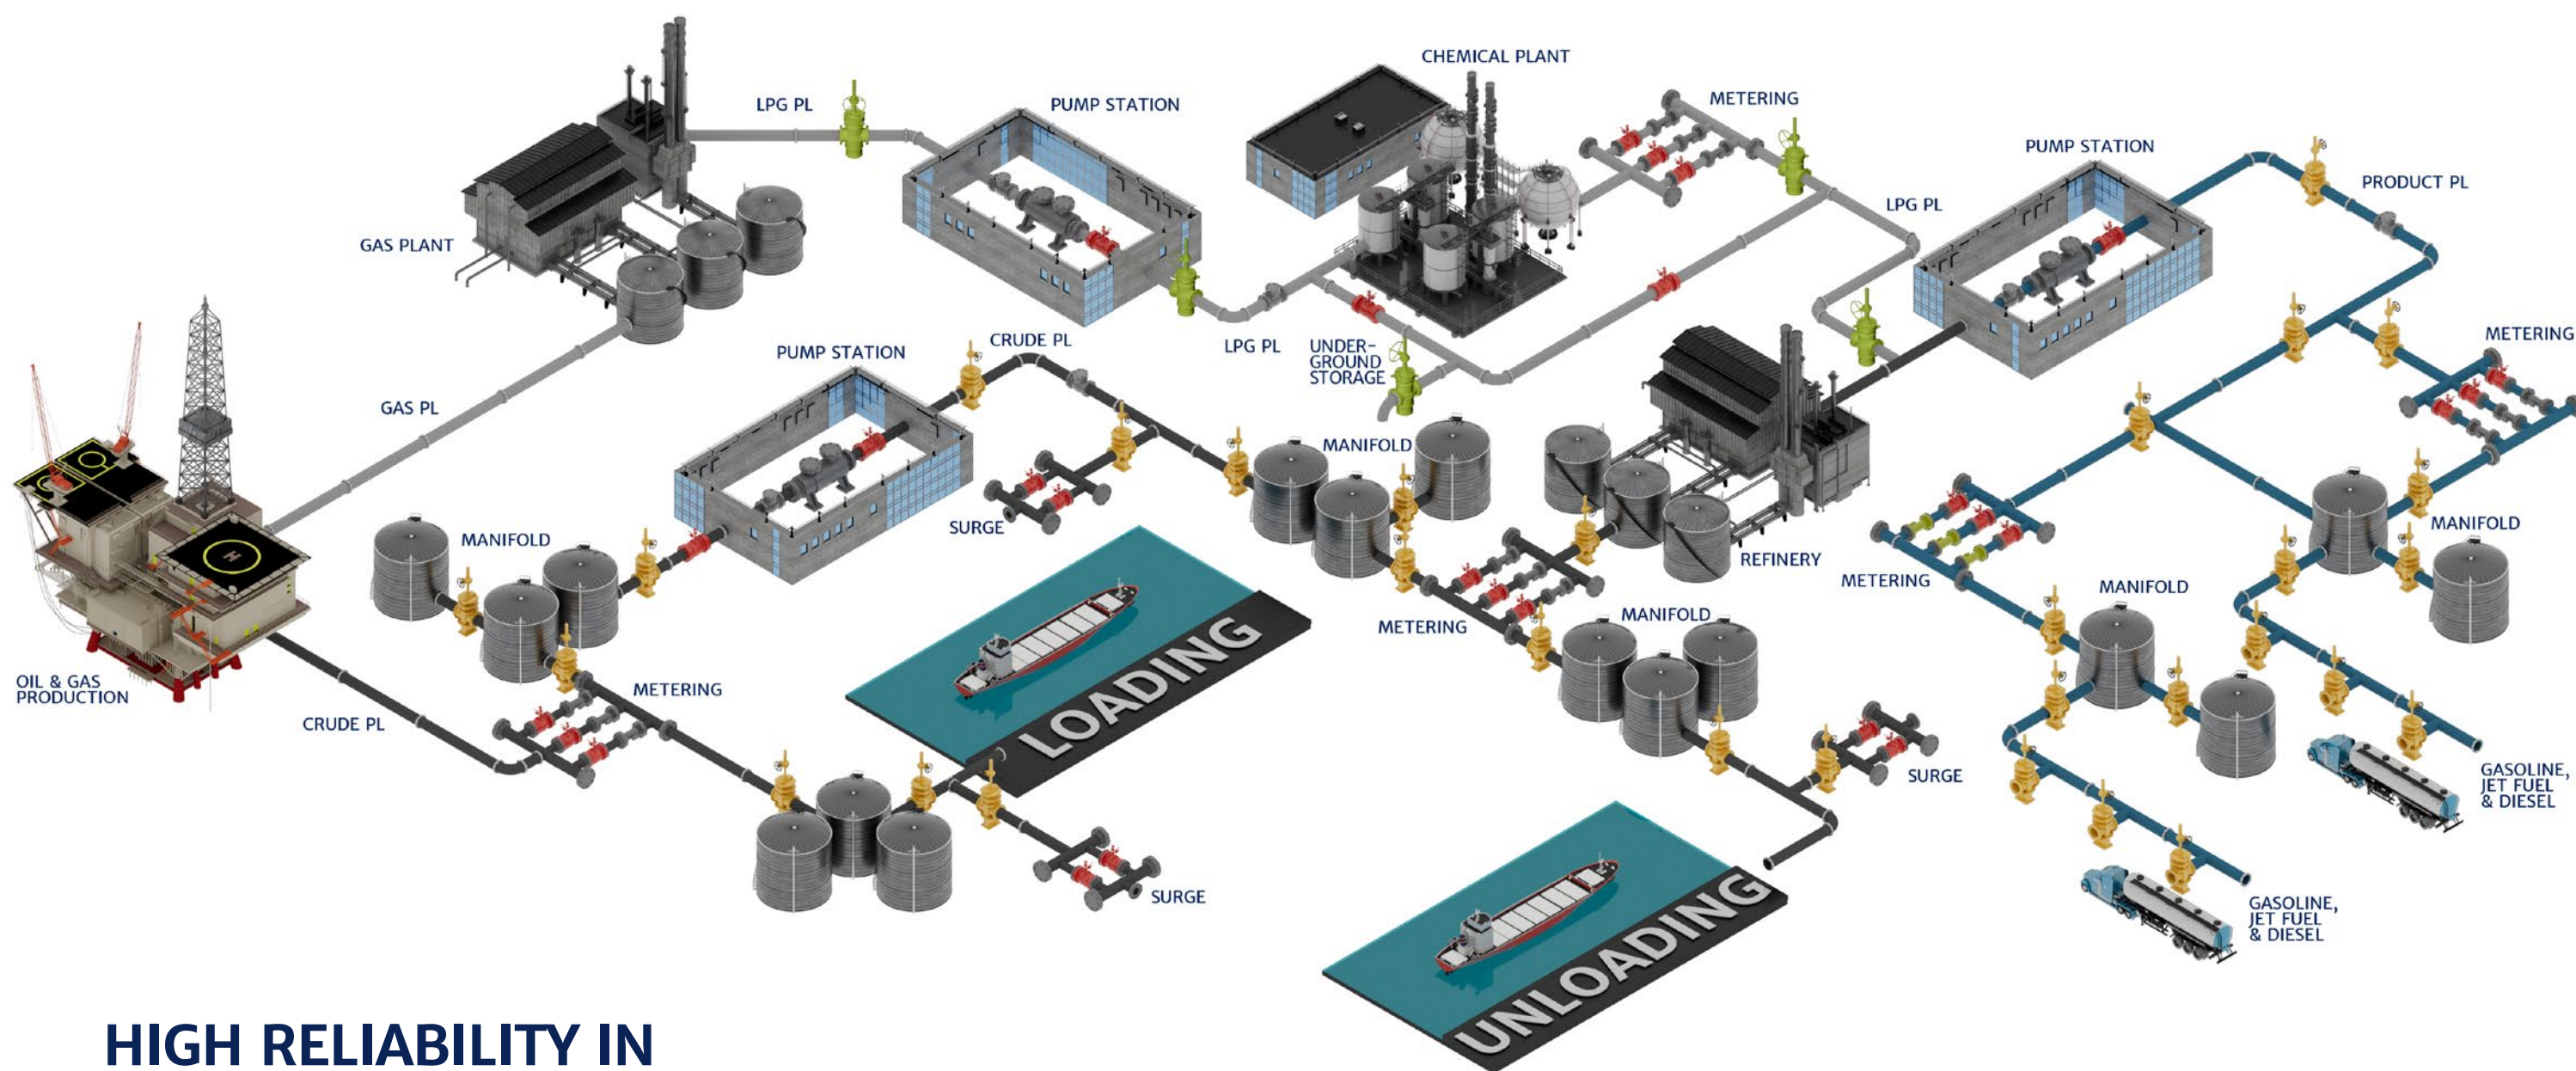 CHEMICAL PLANT
LPG PL
PUMP STATION
METERING
PUMP STATION
PRODUCT PL
LPG PL
GAS PLANT
METERING
PUMP STATION
CRUDE PL
LPG PL
UNDER-
GROUND
STORAGE
GAS PL
MANIFOLD
SURGE
MANIFOLD
REFINERY
METERING
MANIFOLD
MANIFOLD
METERING
MANIFOLD
H
LOADING
OIL & GAS
PRODUCTION
METERING
CRUDE PL
SURGE
GASOLINE,
JET FUEL
& DIESEL
SURGE
GASOLINE,
JET FUEL
& DIESEL
UNLOADING
HIGH RELIABILITY IN